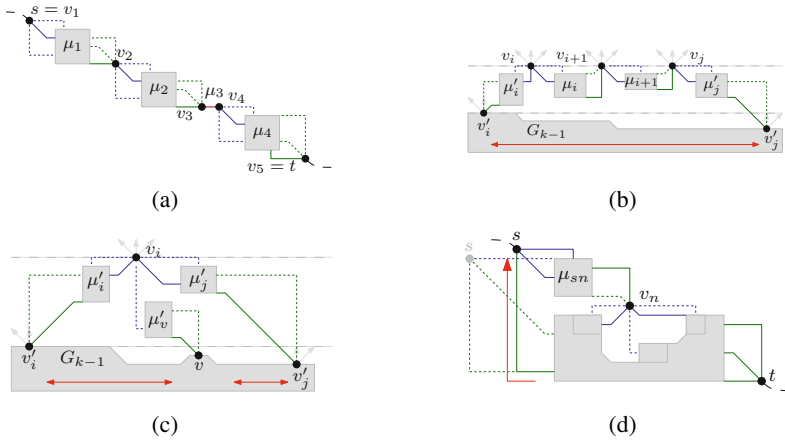 s = v₁
μ₁
v₂
μ₂
v₃
μ₃
v₄
μ₄
v₅ = t
(a)
vᵢ
vᵢ₊₁
vⱼ
μ′ᵢ
μᵢ
μᵢ₊₁
μ′ⱼ
v′ᵢ
Gₖ₋₁
v′ⱼ
(b)
vᵢ
μ′ᵢ
μ′ⱼ
μ′ᵥ
v′ᵢ
Gₖ₋₁
v
v′ⱼ
(c)
s
s
μₛₙ
vₙ
t
(d)